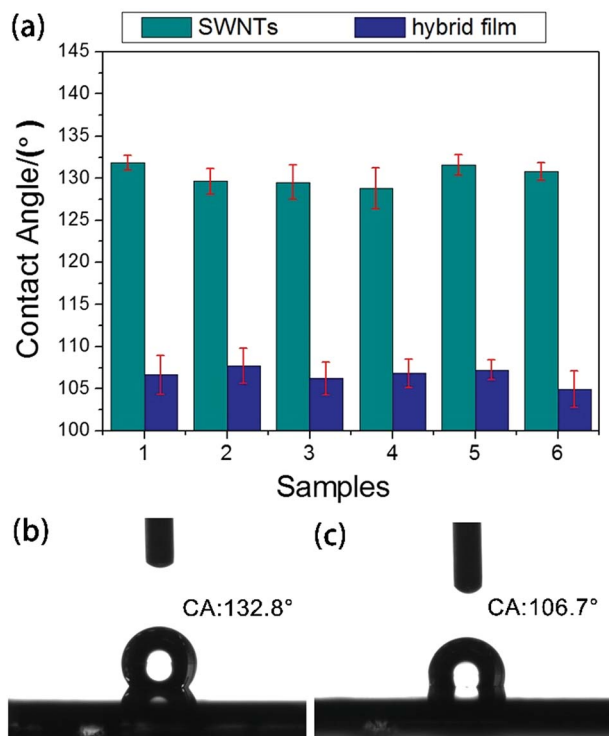 (a)
SWNTs hybrid film
145
140
135
130
125
120
115
110
105
100
Contact Angle/(°)
1 2 3 4 5 6
Samples
(b)
CA:132.8°
(c)
CA:106.7°